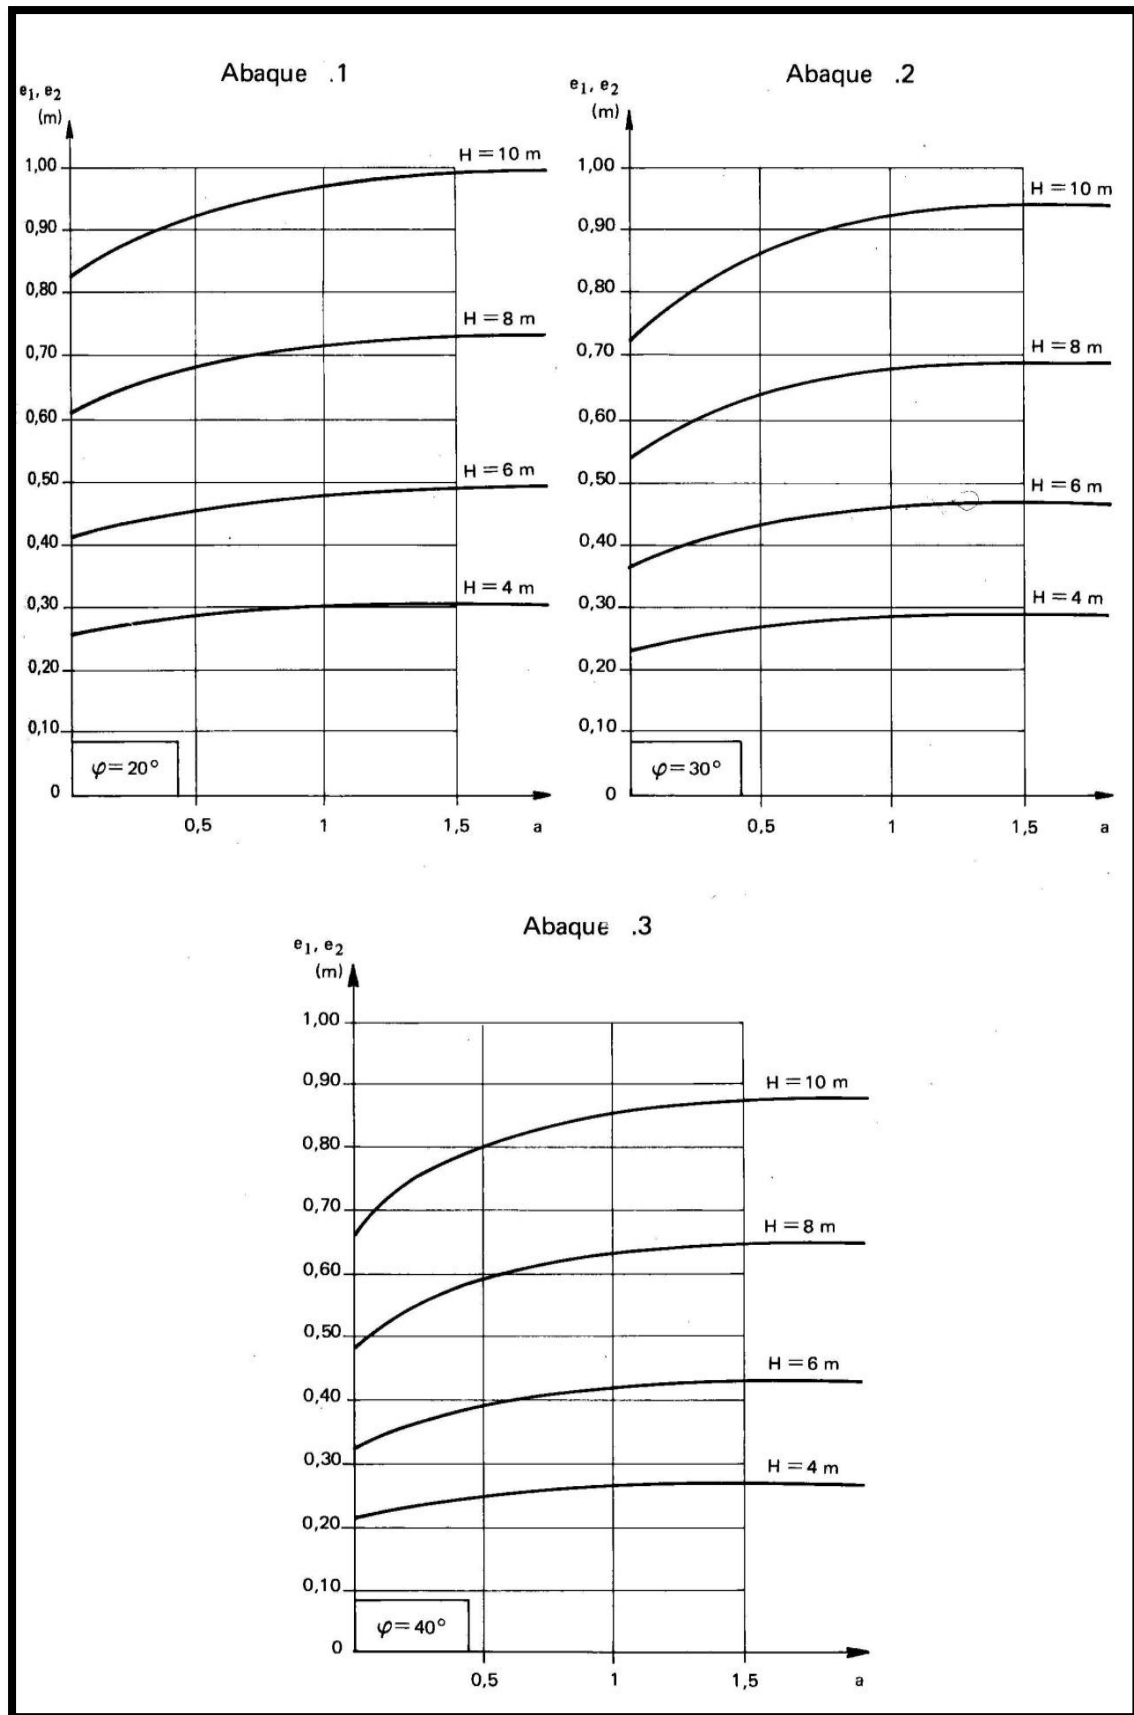 Abaque .1
e₁, e₂
(m)
1,00
0,90
0,80
0,70
0,60
0,50
0,40
0,30
0,20
0,10
0
H = 10 m
H = 8 m
H = 6 m
H = 4 m
φ = 20°
0,5 1 1,5 a
Abaque .2
e₁, e₂
(m)
1,00
0,90
0,80
0,70
0,60
0,50
0,40
0,30
0,20
0,10
0
H = 10 m
H = 8 m
H = 6 m
H = 4 m
φ = 30°
0,5 1 1,5 a
Abaque .3
e₁, e₂
(m)
1,00
0,90
0,80
0,70
0,60
0,50
0,40
0,30
0,20
0,10
0
H = 10 m
H = 8 m
H = 6 m
H = 4 m
φ = 40°
0,5 1 1,5 a